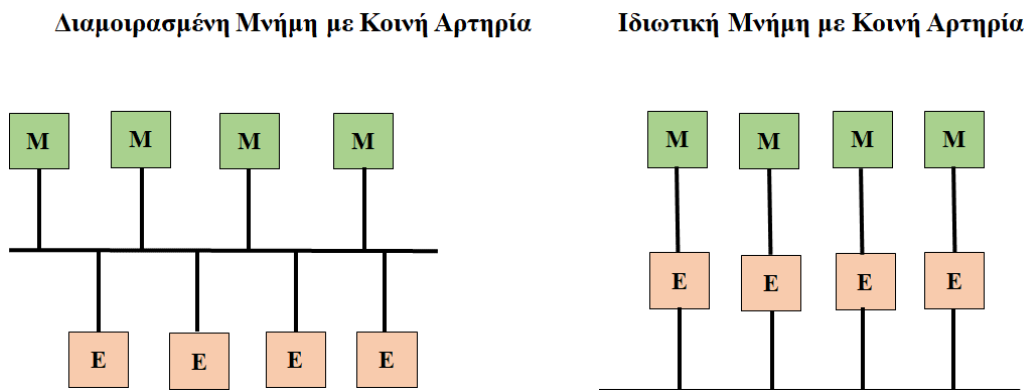 Διαμοιρασμένη Μνήμη με Κοινή Αρτηρία
Ιδιωτική Μνήμη με Κοινή Αρτηρία
M M M M
M M M M
E E E E
E E E E